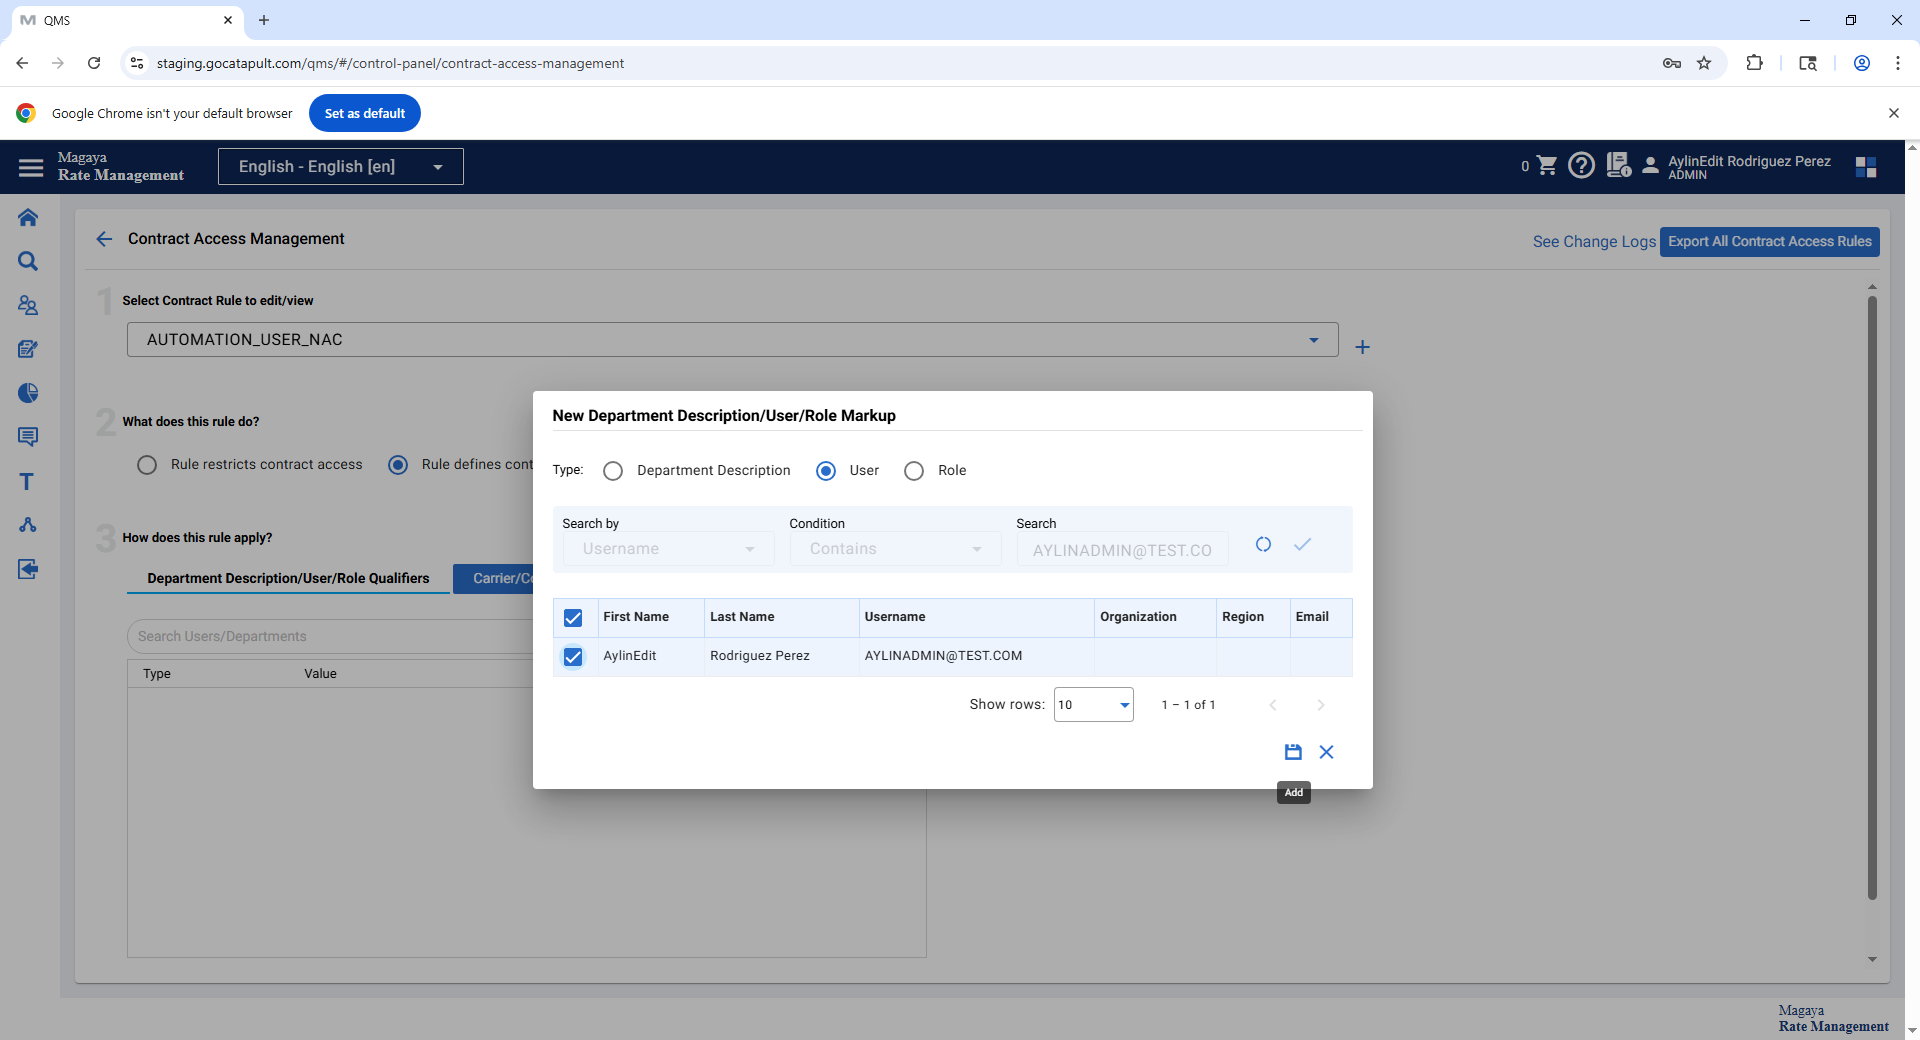 QMS
staging.gocatapult.com/qms/#/control-panel/contract-access-management
Google Chrome isn't your default browser
Set as default
Magaya
Rate Management
English - English [en]
0
AylinEdit Rodriguez Perez
ADMIN
Contract Access Management
See Change Logs
Export All Contract Access Rules
1
Select Contract Rule to edit/view
AUTOMATION_USER_NAC
2
What does this rule do?
Rule restricts contract access
Rule defines cont
3
How does this rule apply?
Department Description/User/Role Qualifiers
Carrier/Co
Search Users/Departments
Type
Value
New Department Description/User/Role Markup
Type:
Department Description
User
Role
Search by
Condition
Search
Username
Contains
AYLINADMIN@TEST.CO
First Name
Last Name
Username
Organization
Region
Email
AylinEdit
Rodriguez Perez
AYLINADMIN@TEST.COM
Show rows:
10
1 – 1 of 1
Add
Magaya
Rate Management